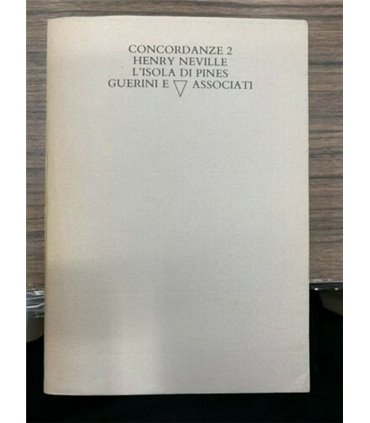 CONCORDANZE 2
HENRY NEVILLE
L'ISOLA DI PINES
GUERINI E ASSOCIATI